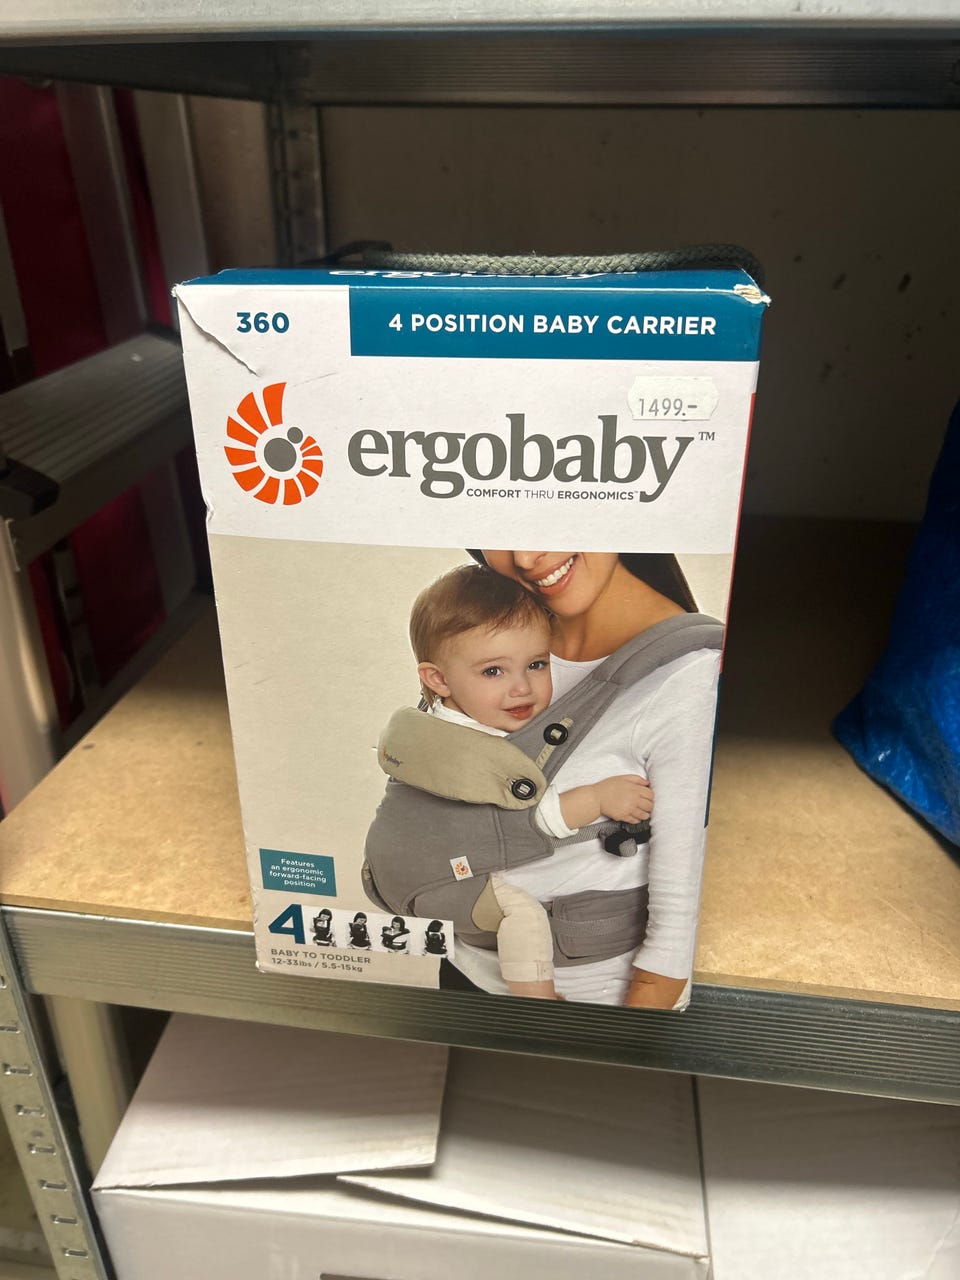 ergobaby
360
4 POSITION BABY CARRIER
1499.-
ergobaby™
COMFORT THRU ERGONOMICS™
Features
an ergonomic
forward-facing
position
4
BABY TO TODDLER
12-33lbs / 5.5-15kg